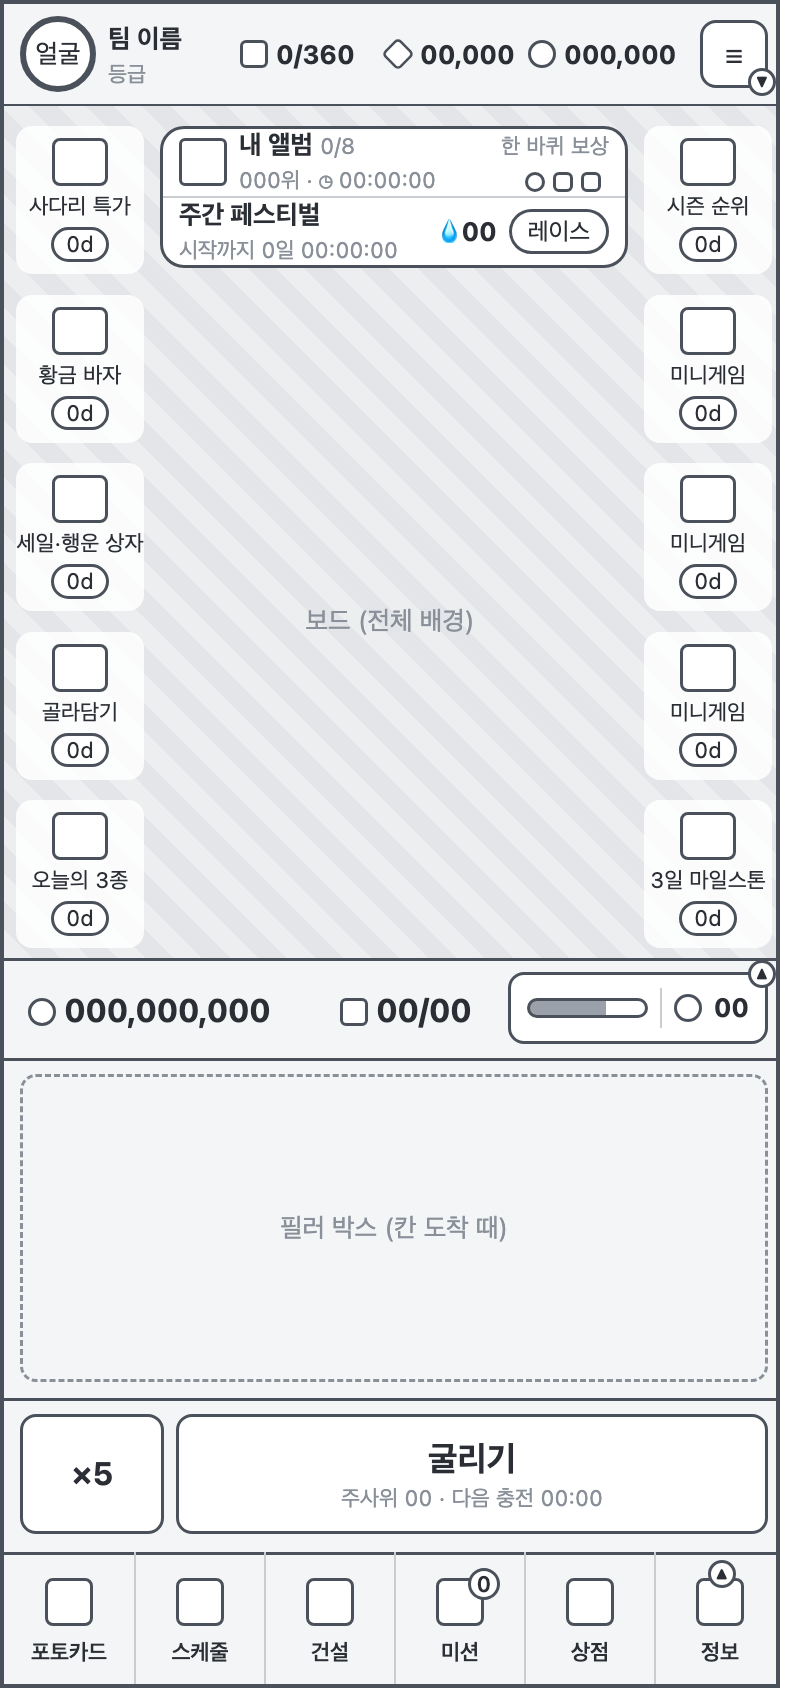 얼굴
팀 이름
등급
0/360
00,000
000,000
≡
▼
내 앨범 0/8
한 바퀴 보상
000위 · ◷ 00:00:00
주간 페스티벌
시작까지 0일 00:00:00
💧00
레이스
사다리 특가
0d
황금 바자
0d
세일·행운 상자
0d
골라담기
0d
오늘의 3종
0d
시즌 순위
0d
미니게임
0d
미니게임
0d
미니게임
0d
3일 마일스톤
0d
보드 (전체 배경)
000,000,000
00/00
00
▲
필러 박스 (칸 도착 때)
×5
굴리기
주사위 00 · 다음 충전 00:00
포토카드
스케줄
건설
0
미션
상점
▲
정보